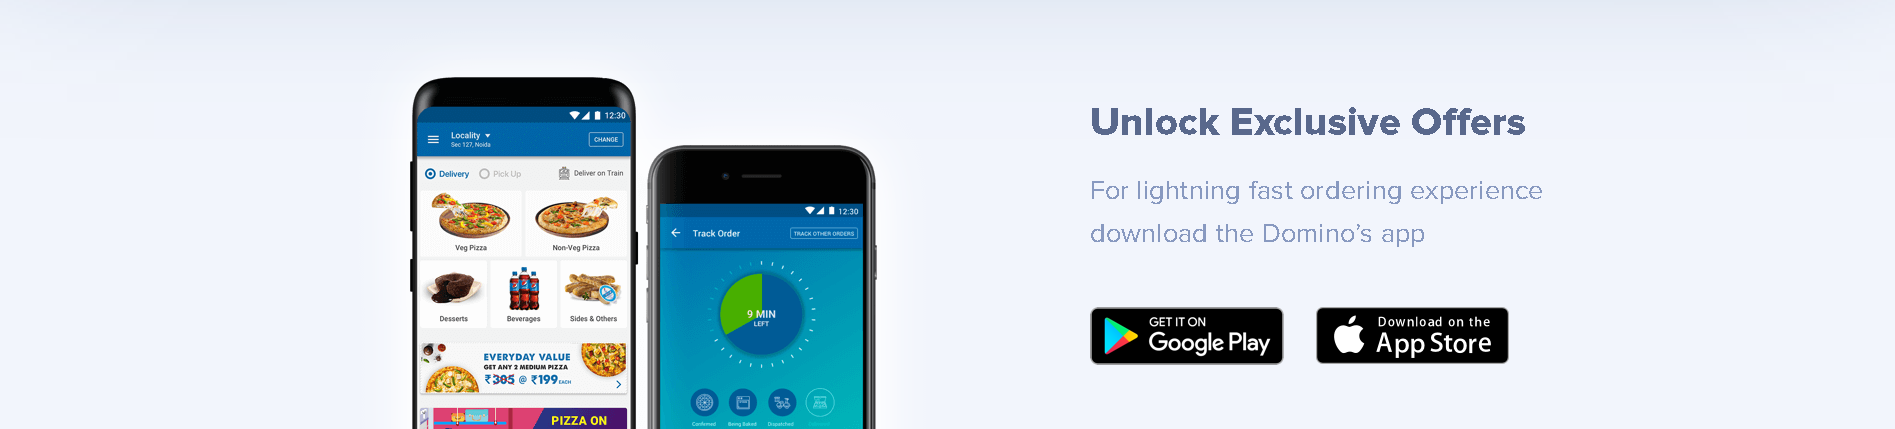 12:30
Locality
Sec 127, Noida
CHANGE
Delivery
Pick Up
Deliver on Train
Veg Pizza
Non-Veg Pizza
Desserts
Beverages
Sides & Others
EVERYDAY VALUE
GET ANY 2 MEDIUM PIZZA
₹305 @ ₹199 EACH
PIZZA ON
12:30
Track Order
TRACK OTHER ORDERS
9 MIN
LEFT
Confirmed
Being Baked
Dispatched
Unlock Exclusive Offers
For lightning fast ordering experience
download the Domino's app
GET IT ON
Google Play
Download on the
App Store